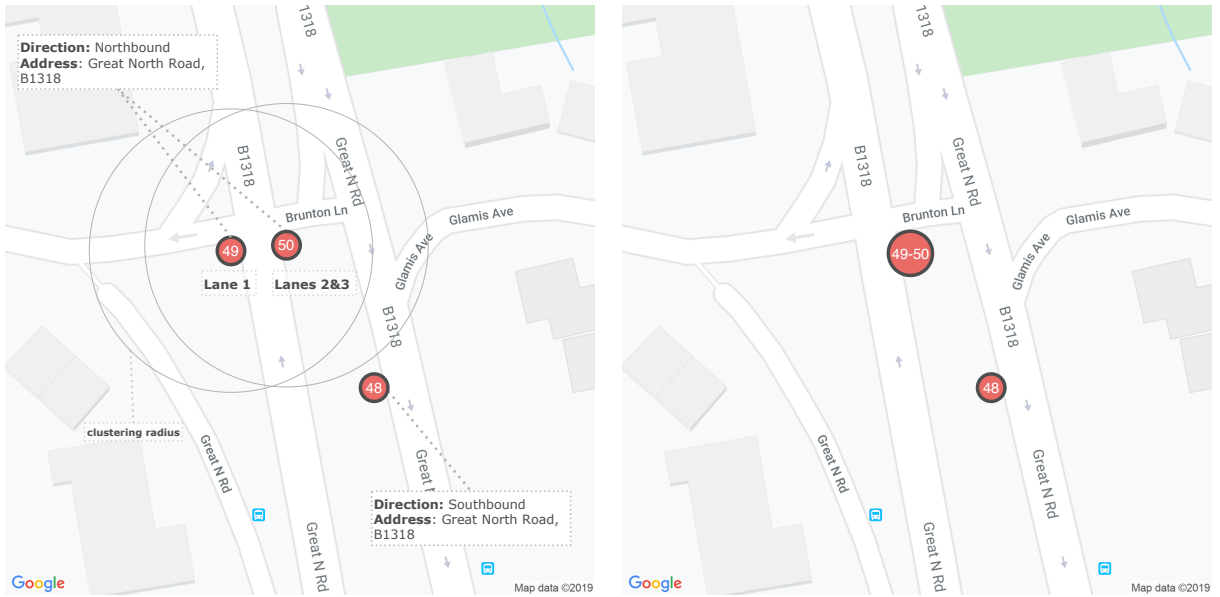 1318
Direction: Northbound
Address: Great North Road,
B1318
Great N Rd
B1318
Brunton Ln
Glamis Ave
49
50
Glamis Ave
Lane 1
Lanes 2&3
B1318
48
clustering radius
Great N Rd
Great
Direction: Southbound
Address: Great North Road,
B1318
Great N Rd
Google
Map data ©2019
1318
Great N Rd
B1318
Brunton Ln
Glamis Ave
49-50
Glamis Ave
B1318
48
Great N Rd
Great N Rd
Great N Rd
Google
Map data ©2019